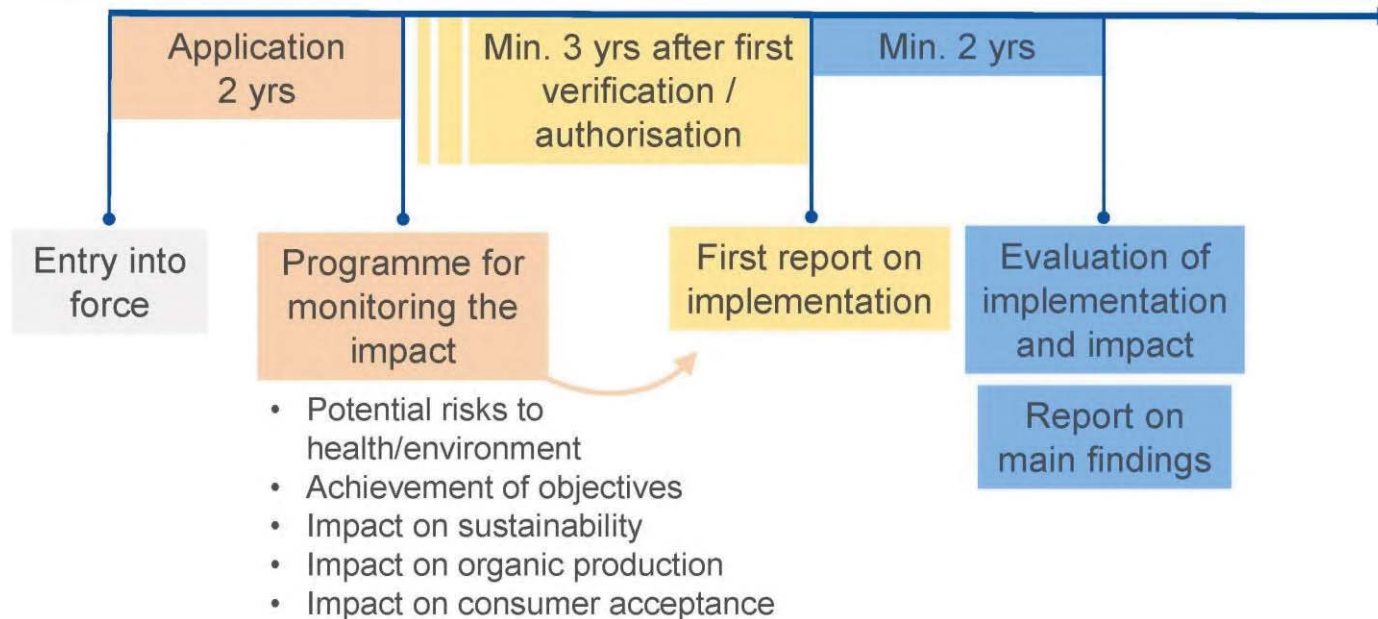 Application
2 yrs
Min. 3 yrs after first
verification /
authorisation
Min. 2 yrs
Entry into
force
Programme for
monitoring the
impact
First report on
implementation
Evaluation of
implementation
and impact
Report on
main findings
• Potential risks to
health/environment
• Achievement of objectives
• Impact on sustainability
• Impact on organic production
• Impact on consumer acceptance